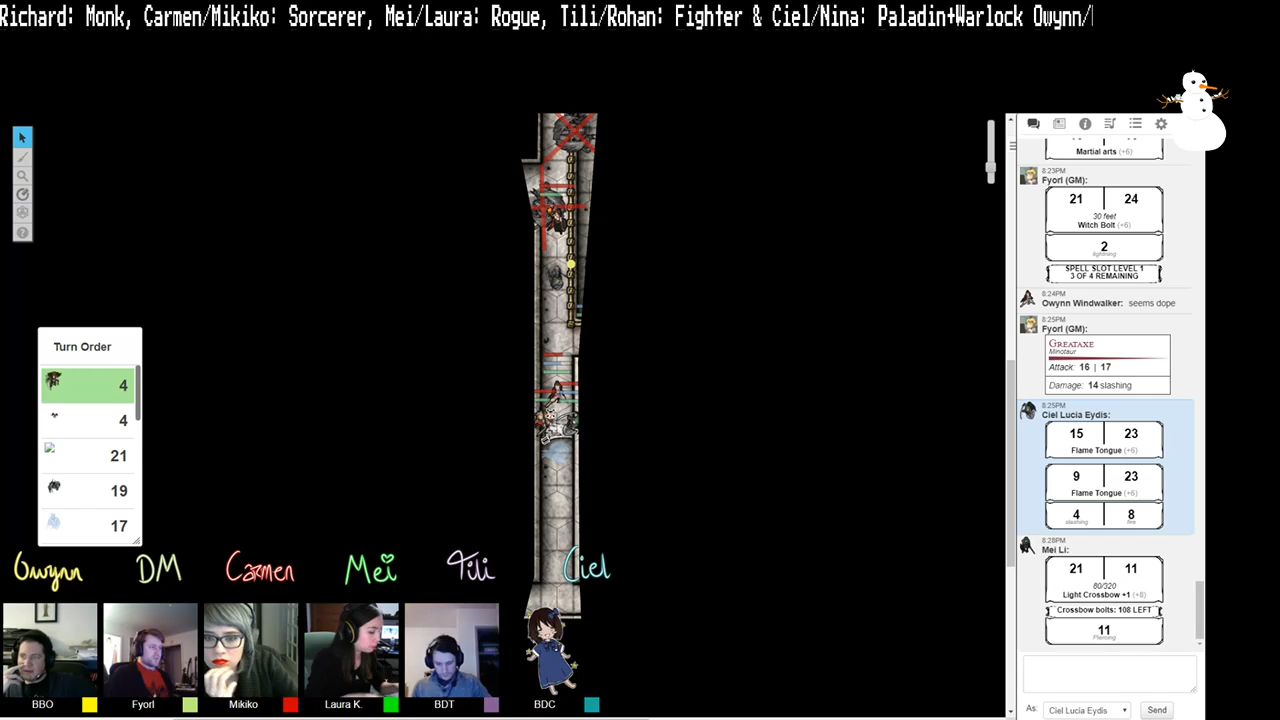 Richard: Monk, Carmen/Mikiko: Sorcerer, Mei/Laura: Rogue, Tili/Rohan: Fighter & Ciel/Nina: Paladin+Warlock Owynn/
Martial arts (+6)
8:23PM
Fyorl (GM):
21 24
30 feet
Witch Bolt (+6)
2
lightning
SPELL SLOT LEVEL 1
3 OF 4 REMAINING
8:24PM
Owynn Windwalker: seems dope
8:25PM
Fyorl (GM):
GREATAXE
Minotaur
Attack: 16 | 17
Damage: 14 slashing
8:25PM
Ciel Lucia Eydis:
15 23
Flame Tongue (+6)
9 23
Flame Tongue (+6)
4 8
slashing fire
8:28PM
Mei Li:
21 11
80/320
Light Crossbow +1 (+8)
Crossbow bolts: 108 LEFT
11
Piercing
As: Ciel Lucia Eydis Send
Turn Order
4
4
21
19
17
Owynn DM Carmen Mei Tili Ciel
BBO Fyorl Mikiko Laura K. BDT BDC